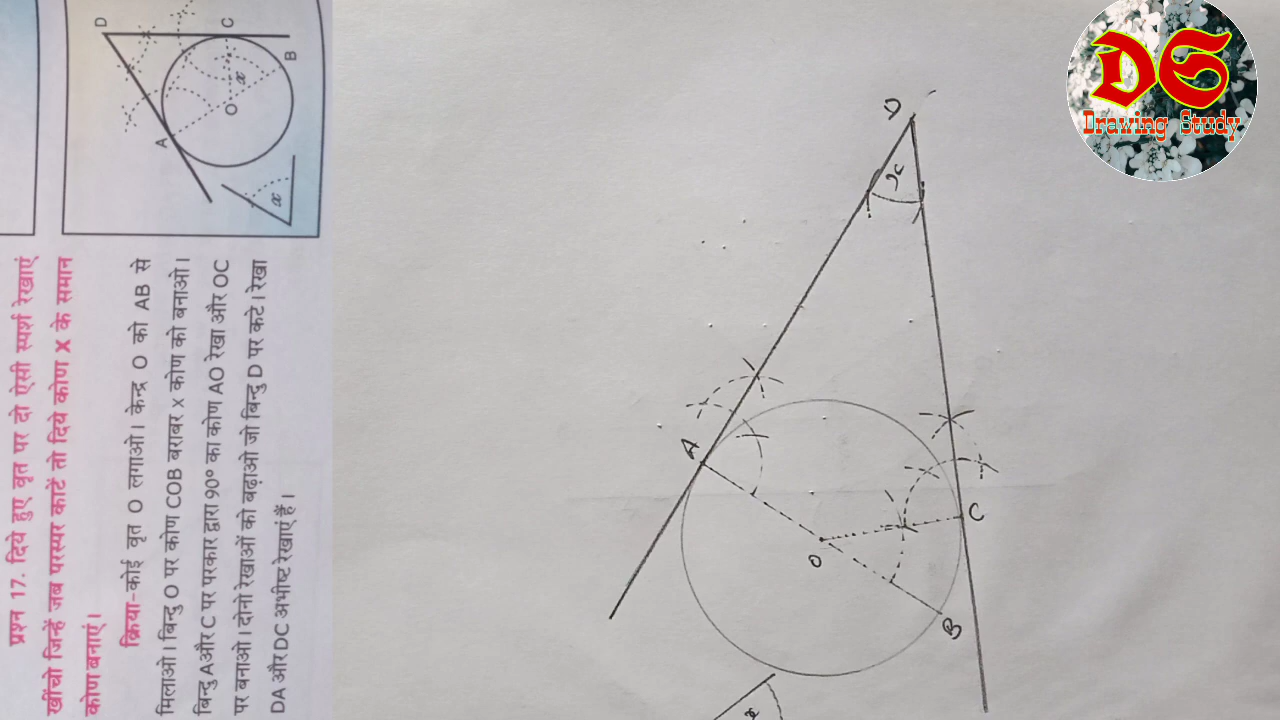 प्रश्न 17. दिये हुए वृत पर दो ऐसी स्पर्श रेखाएं
खींचो जिन्हें जब परस्पर काटें तो दिये कोण X के समान
कोण बनाएं।
क्रिया-कोई वृत O लगाओ। केन्द्र O को AB से
मिलाओ। बिन्दु O पर कोण COB बराबर x कोण को बनाओ।
बिन्दु A और C पर परकार द्वारा 90° का कोण AO रेखा और OC
पर बनाओ। दोनो रेखाओं को बढ़ाओ जो बिन्दु D पर कटे। रेखा
DA और DC अभीष्ट रेखाएं हैं।
D
C
B
A
O
x
x
D
x
A
O
C
B
x
DS
Drawing Study